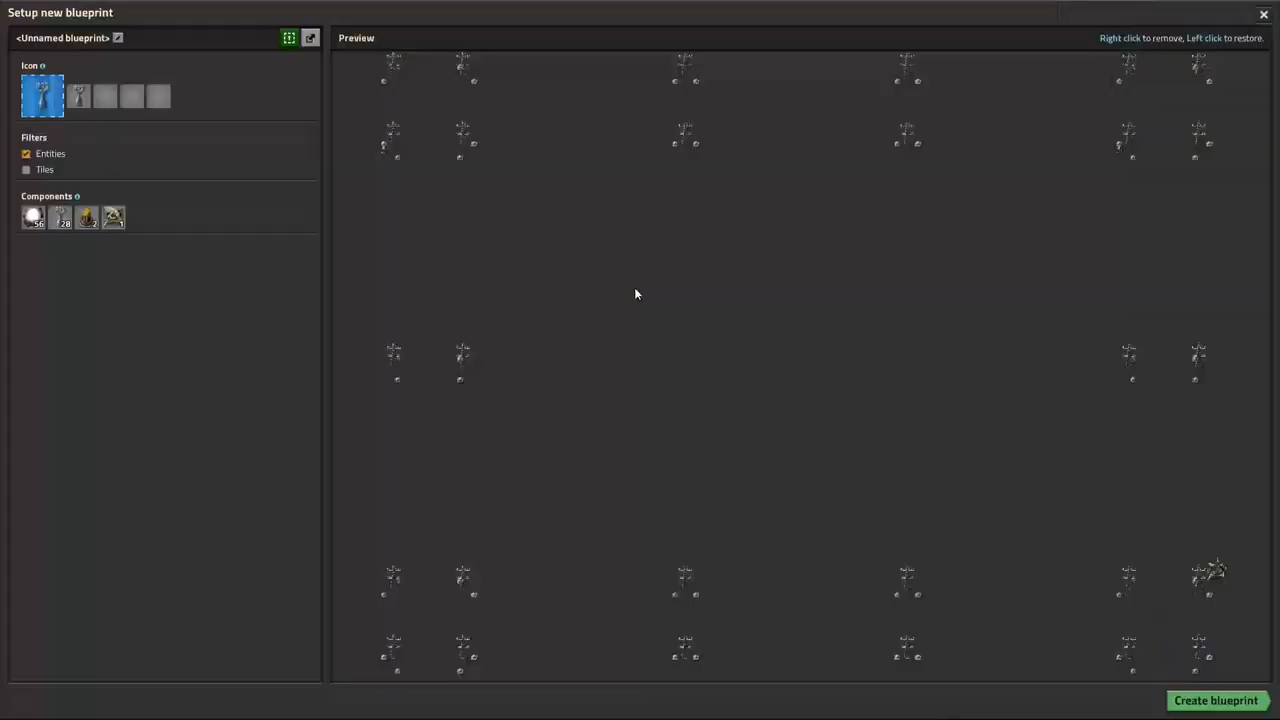 Setup new blueprint
<Unnamed blueprint>
Preview
Right click to remove, Left click to restore.
Icon
Filters
Entities
Tiles
Components
56
28
2
1
Create blueprint